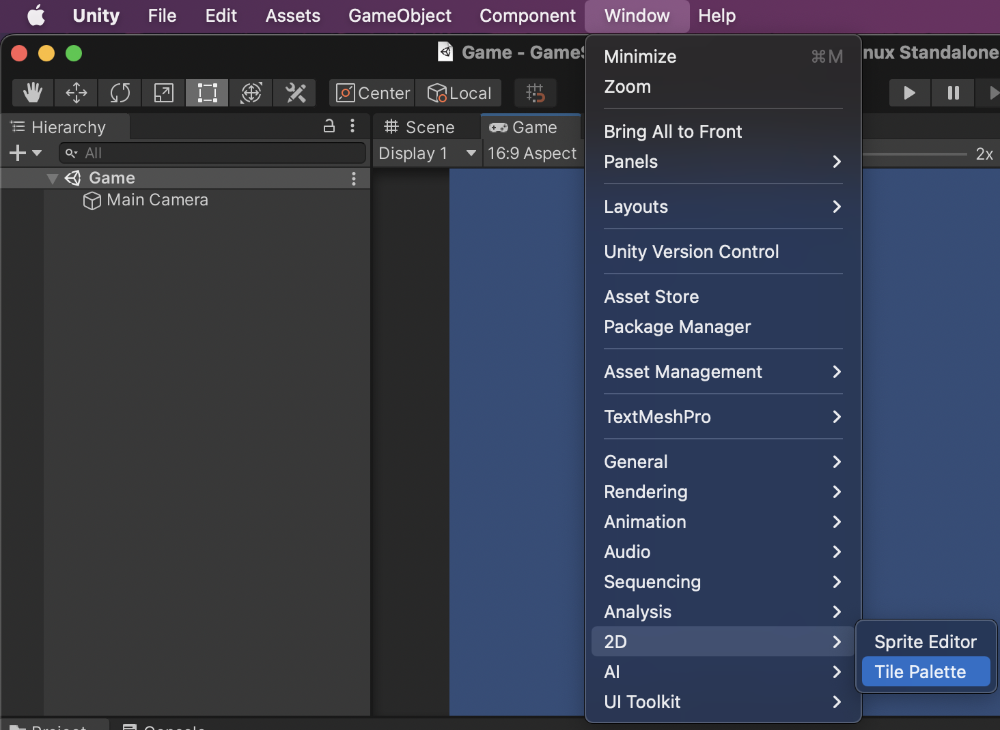 Unity File Edit Assets GameObject Component Window Help
Game - Game
nux Standalone
Center Local
Hierarchy
All
Game
Main Camera
Scene Game
Display 1 16:9 Aspect
2x
Minimize ⌘M
Zoom
Bring All to Front
Panels
Layouts
Unity Version Control
Asset Store
Package Manager
Asset Management
TextMeshPro
General
Rendering
Animation
Audio
Sequencing
Analysis
2D
AI
UI Toolkit
Sprite Editor
Tile Palette
Project Console